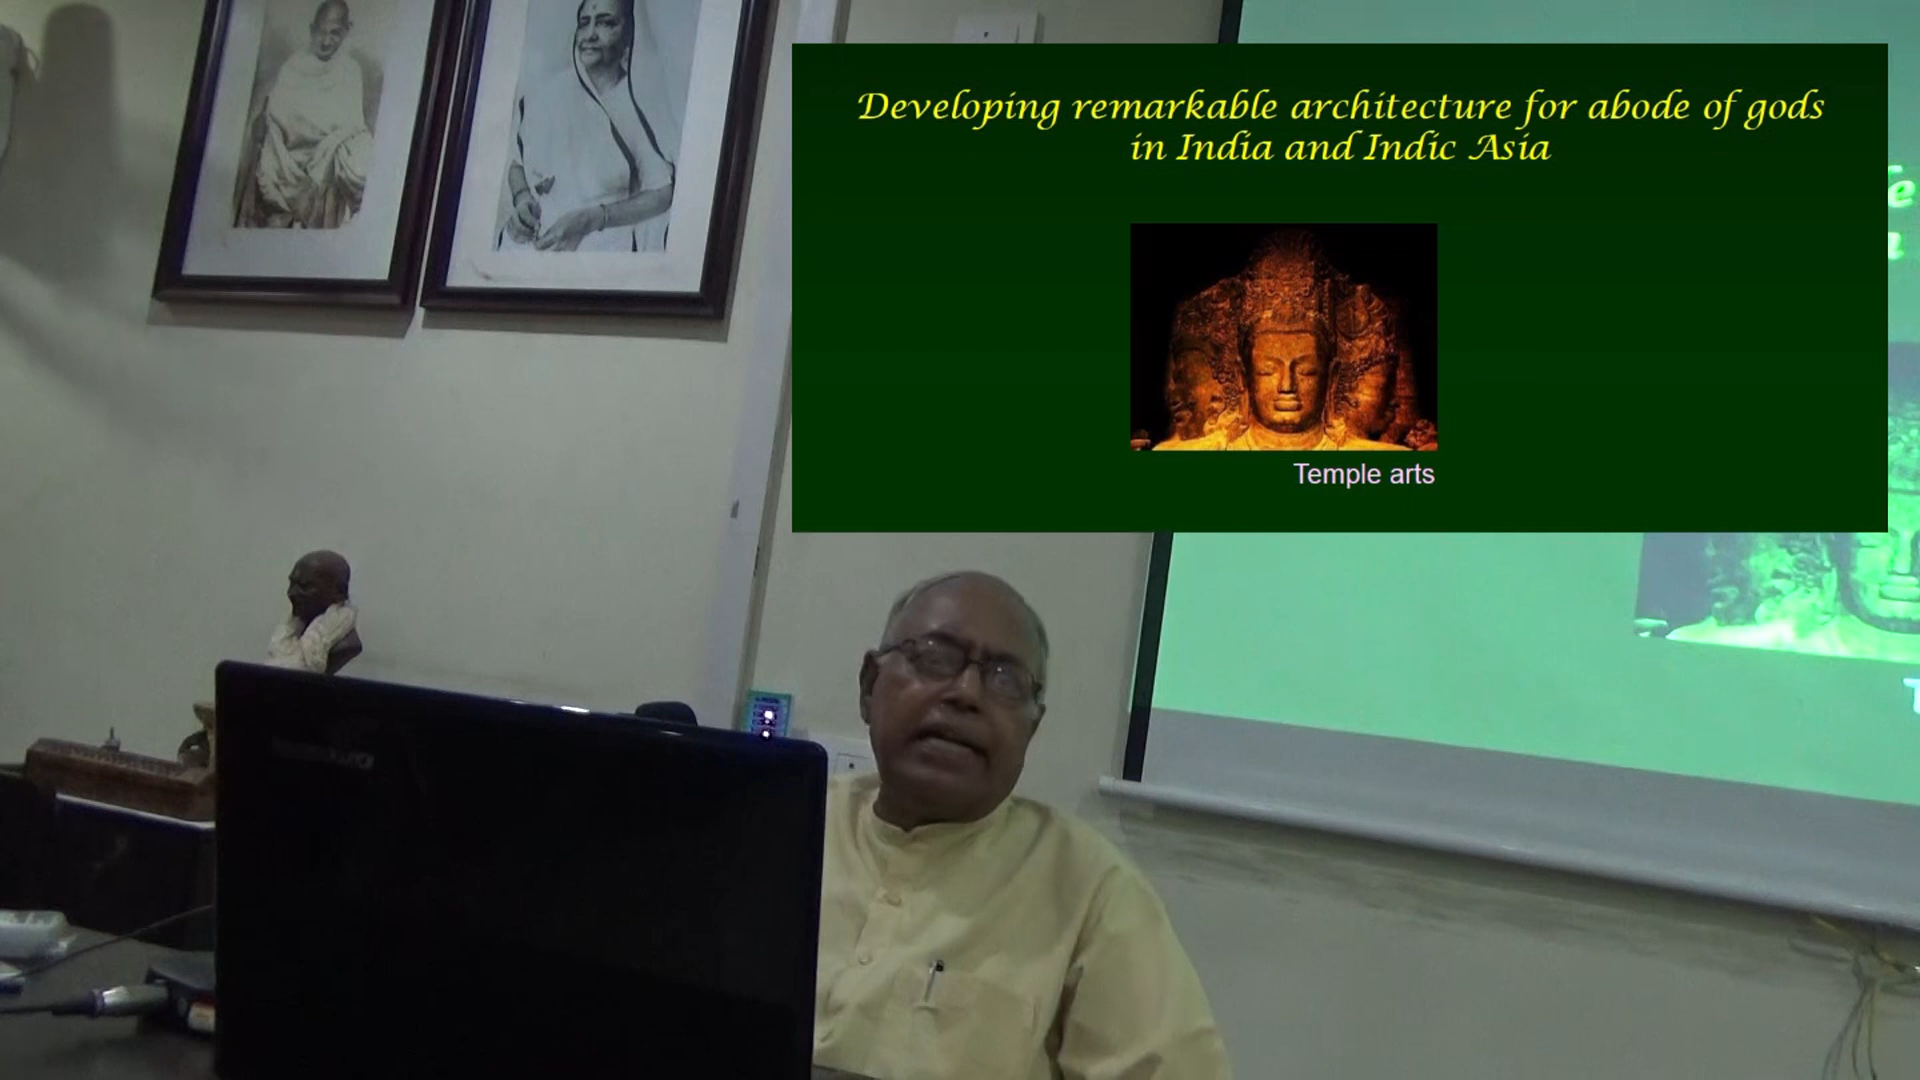 Developing remarkable architecture for abode of gods
in India and Indic Asia
Temple arts